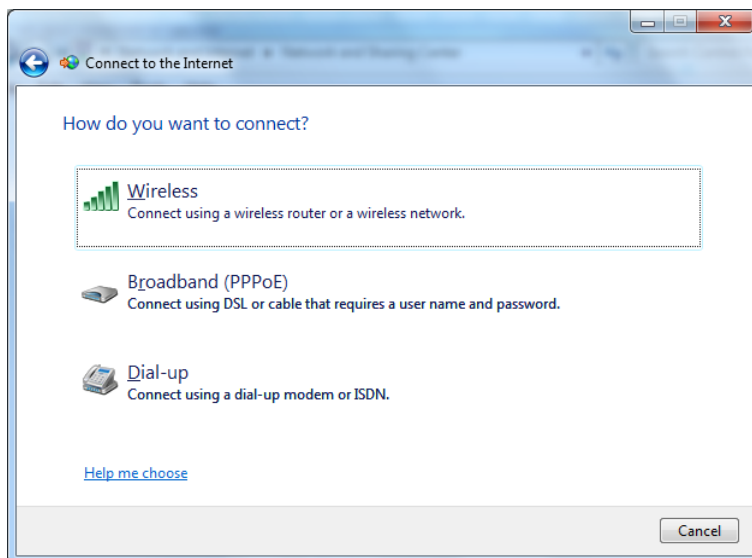 Connect to the Internet
How do you want to connect?
Wireless
Connect using a wireless router or a wireless network.
Broadband (PPPoE)
Connect using DSL or cable that requires a user name and password.
Dial-up
Connect using a dial-up modem or ISDN.
Help me choose
Cancel